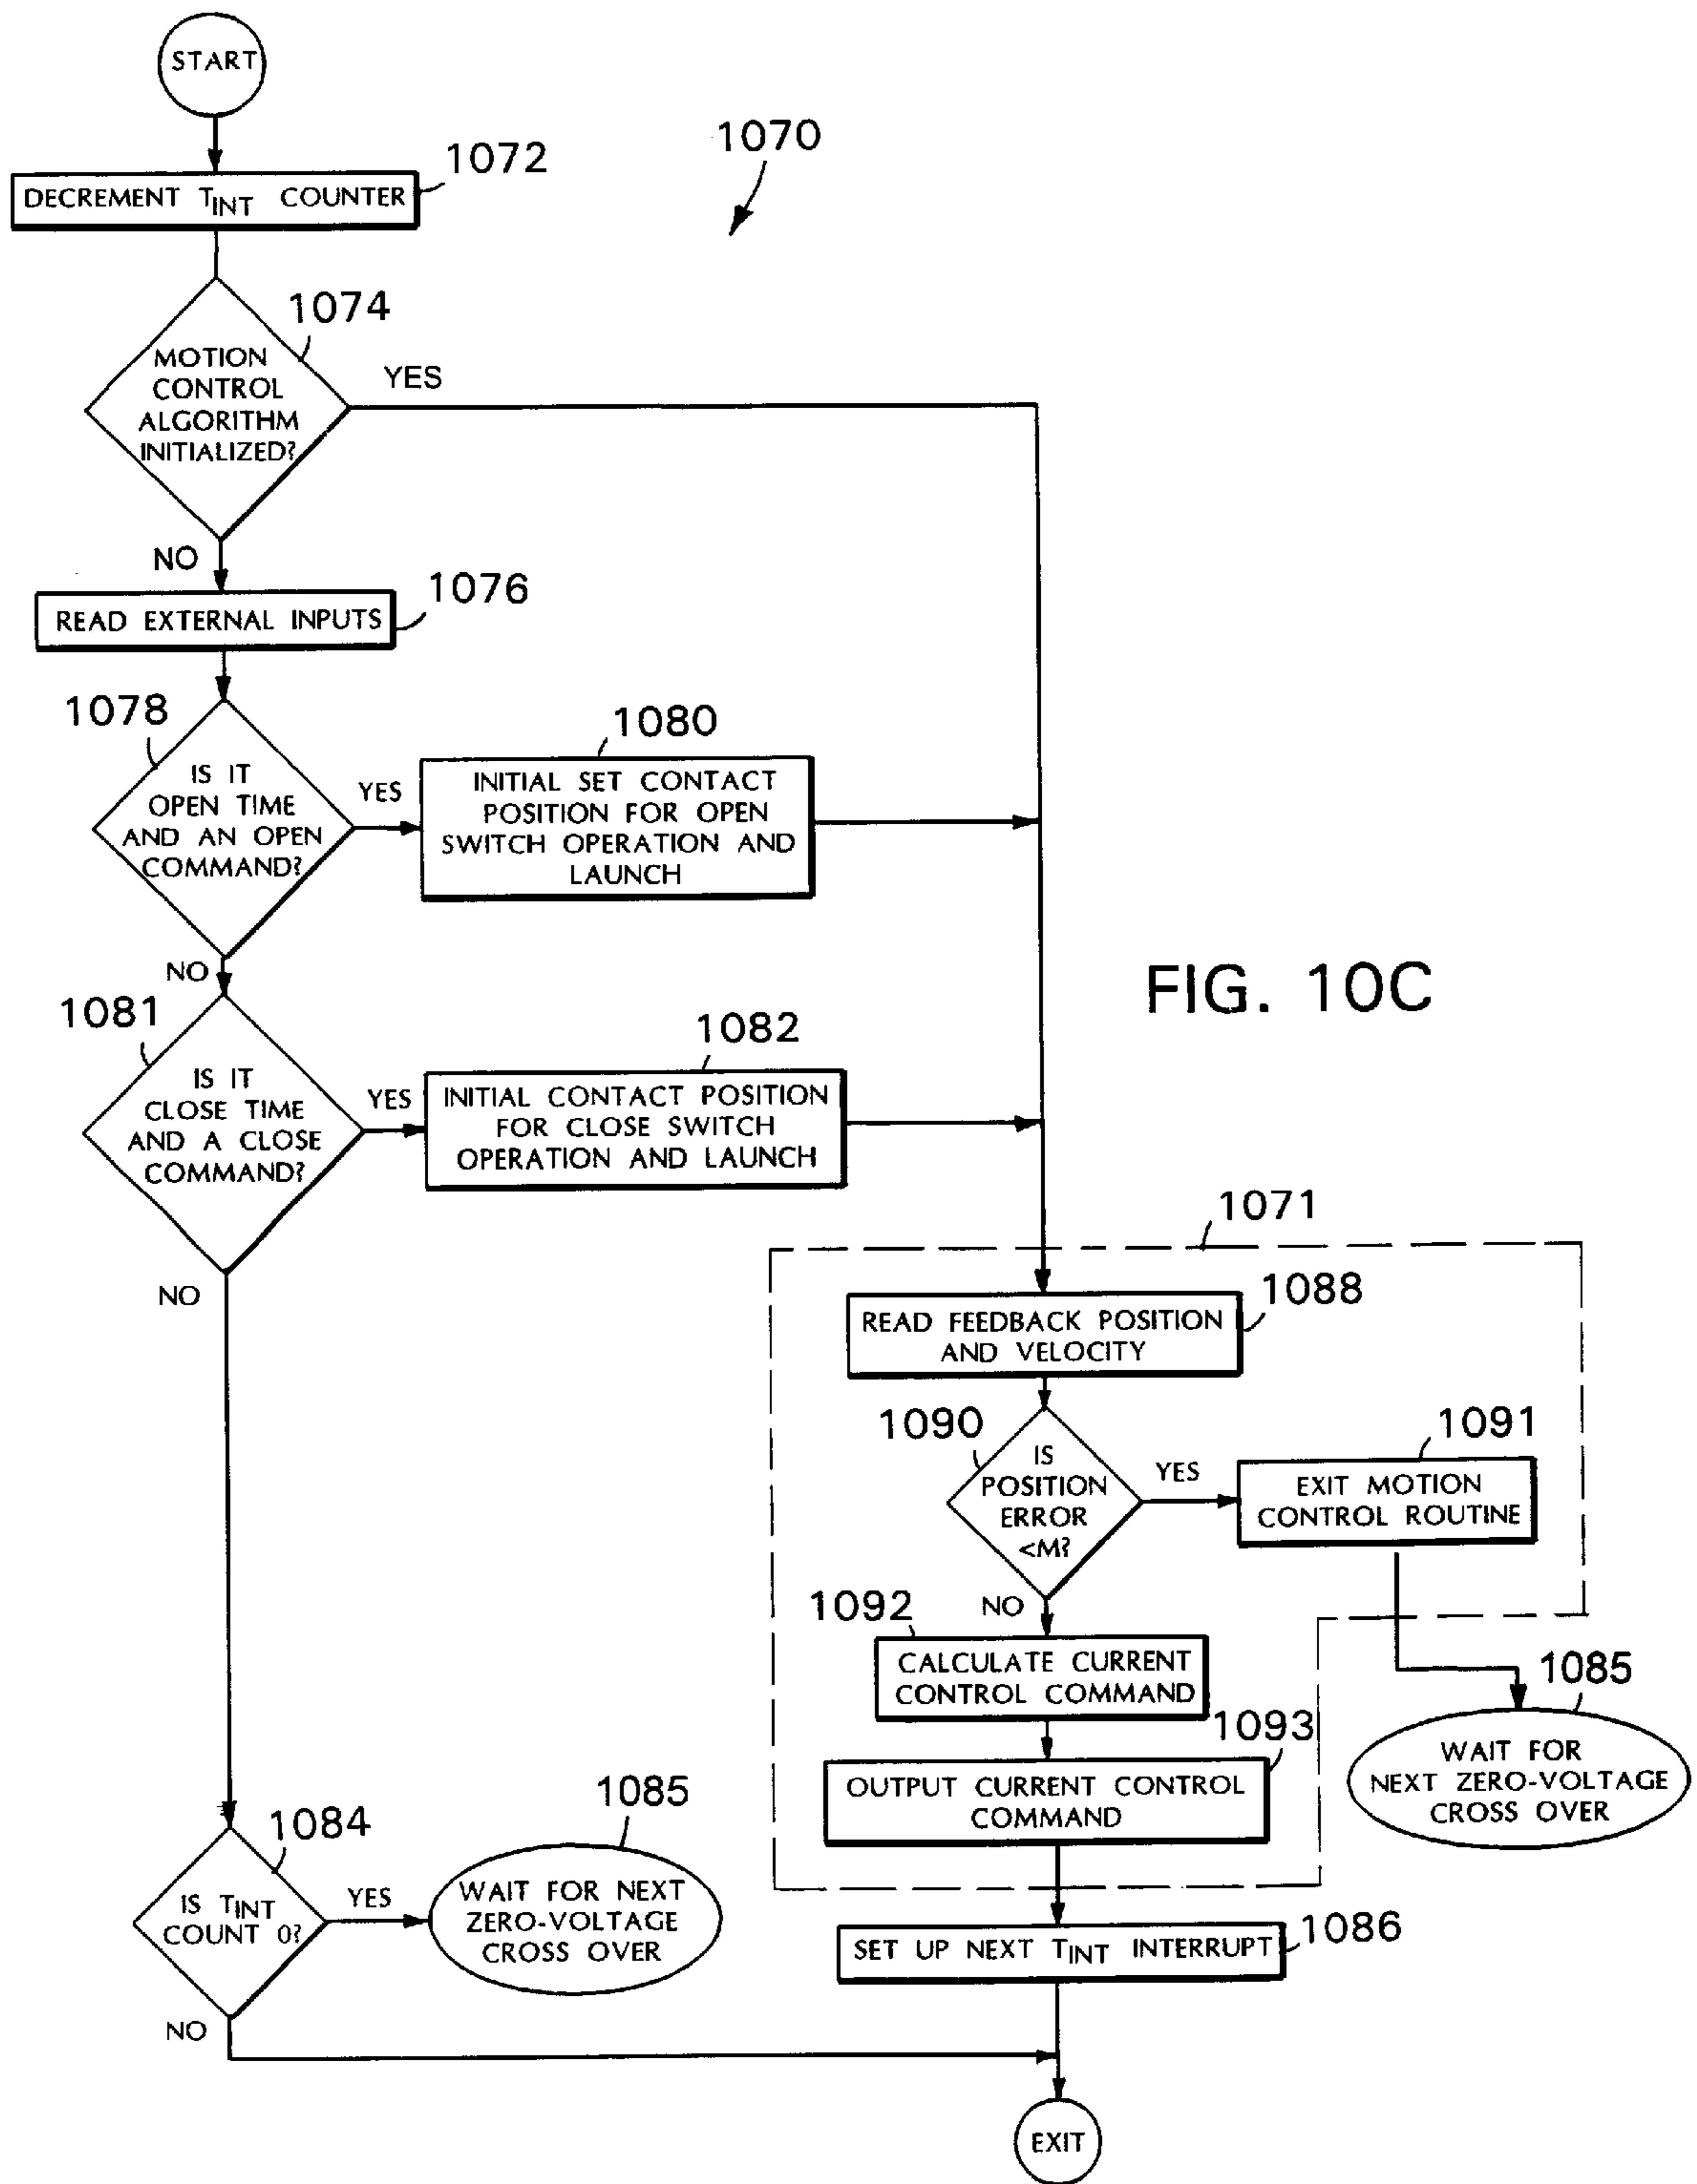 START
1072
DECREMENT TINT COUNTER
1070
1074
MOTION
CONTROL
ALGORITHM
INITIALIZED?
YES
NO
1076
READ EXTERNAL INPUTS
1078
IS IT
OPEN TIME
AND AN OPEN
COMMAND?
YES
1080
INITIAL SET CONTACT
POSITION FOR OPEN
SWITCH OPERATION AND
LAUNCH
NO
FIG. 10C
1081
IS IT
CLOSE TIME
AND A CLOSE
COMMAND?
YES
1082
INITIAL CONTACT POSITION
FOR CLOSE SWITCH
OPERATION AND LAUNCH
NO
1071
1088
READ FEEDBACK POSITION
AND VELOCITY
1090
IS
POSITION
ERROR
<M?
YES
1091
EXIT MOTION
CONTROL ROUTINE
NO
1092
CALCULATE CURRENT
CONTROL COMMAND
1093
OUTPUT CURRENT CONTROL
COMMAND
1085
WAIT FOR
NEXT ZERO-VOLTAGE
CROSS OVER
1084
IS TINT
COUNT 0?
YES
1085
WAIT FOR NEXT
ZERO-VOLTAGE
CROSS OVER
NO
1086
SET UP NEXT TINT INTERRUPT
EXIT